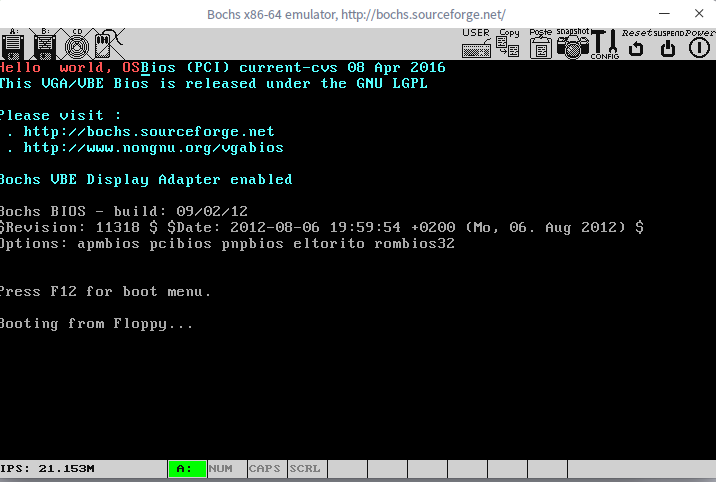 Bochs x86-64 emulator, http://bochs.sourceforge.net/
A: B: CD USER Copy Paste snapshot CONFIG Reset SUSPEND Power
Hello  world, OSBios (PCI) current-cvs 08 Apr 2016
This VGA/VBE Bios is released under the GNU LGPL
Please visit :
. http://bochs.sourceforge.net
. http://www.nongnu.org/vgabios
Bochs VBE Display Adapter enabled
Bochs BIOS - build: 09/02/12
$Revision: 11318 $ $Date: 2012-08-06 19:59:54 +0200 (Mo, 06. Aug 2012) $
Options: apmbios pcibios pnpbios eltorito rombios32
Press F12 for boot menu.
Booting from Floppy...
IPS: 21.153M A: NUM CAPS SCRL